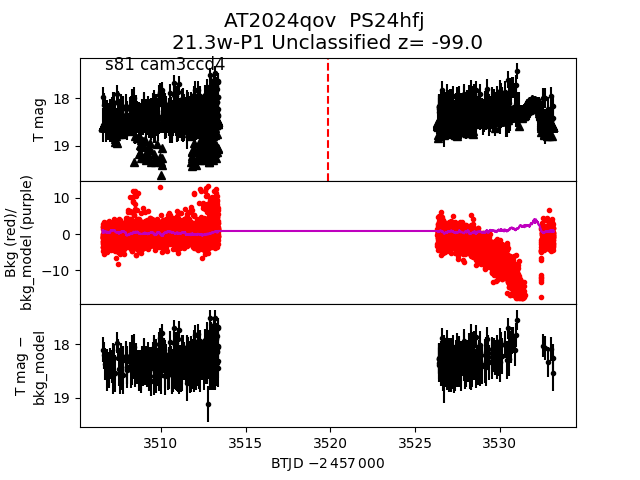 AT2024qov  PS24hfj
21.3w-P1 Unclassified z= -99.0
s81 cam3ccd4
T mag
18
19
Bkg (red)/
bkg_model (purple)
10
0
−10
T mag −
bkg_model
18
19
3510
3515
3520
3525
3530
BTJD −2 457 000